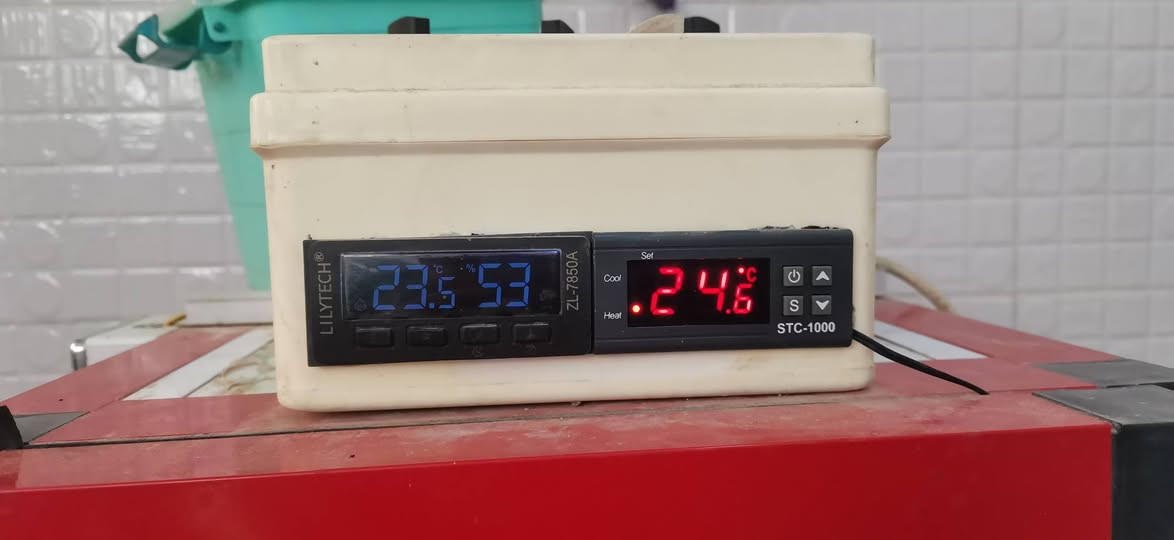 LILYTECH®
23.5 °C
% 53
ZL-7850A
Set
Cool
Heat
24.6 °C
S
STC-1000